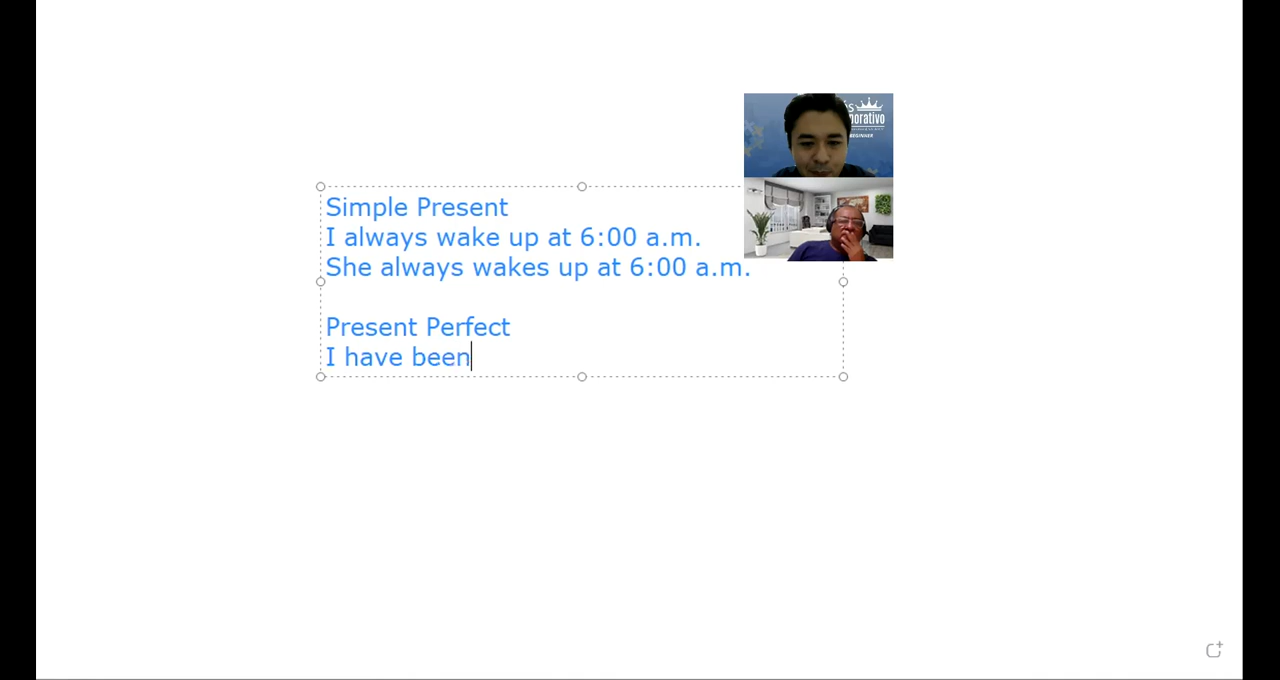 Simple Present
I always wake up at 6:00 a.m.
She always wakes up at 6:00 a.m.
Present Perfect
I have been
BEGINNER